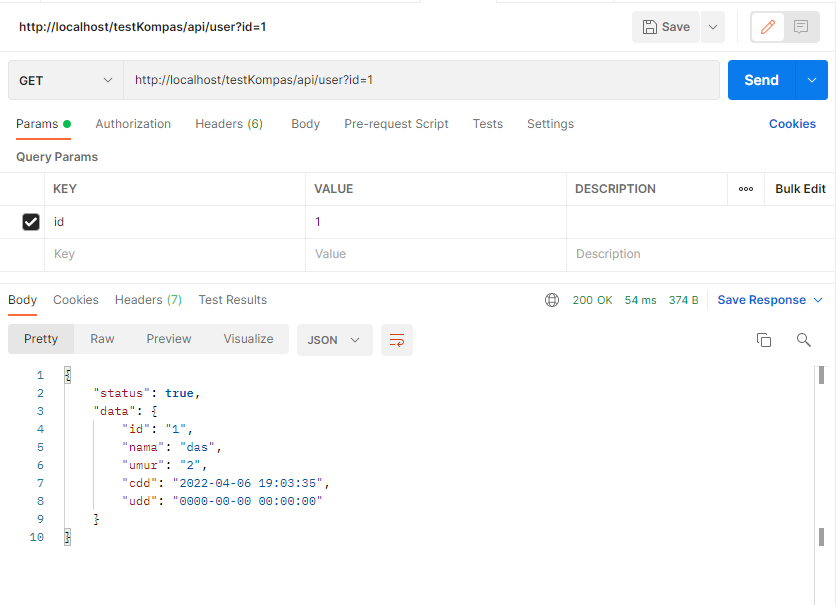 http://localhost/testKompas/api/user?id=1
Save
GET http://localhost/testKompas/api/user?id=1 Send
Params Authorization Headers (6) Body Pre-request Script Tests Settings Cookies
Query Params
KEY VALUE DESCRIPTION ooo Bulk Edit
id 1
Key Value Description
Body Cookies Headers (7) Test Results 200 OK 54 ms 374 B Save Response
Pretty Raw Preview Visualize JSON
1 {
2 "status": true,
3 "data": {
4 "id": "1",
5 "nama": "das",
6 "umur": "2",
7 "cdd": "2022-04-06 19:03:35",
8 "udd": "0000-00-00 00:00:00"
9 }
10 }